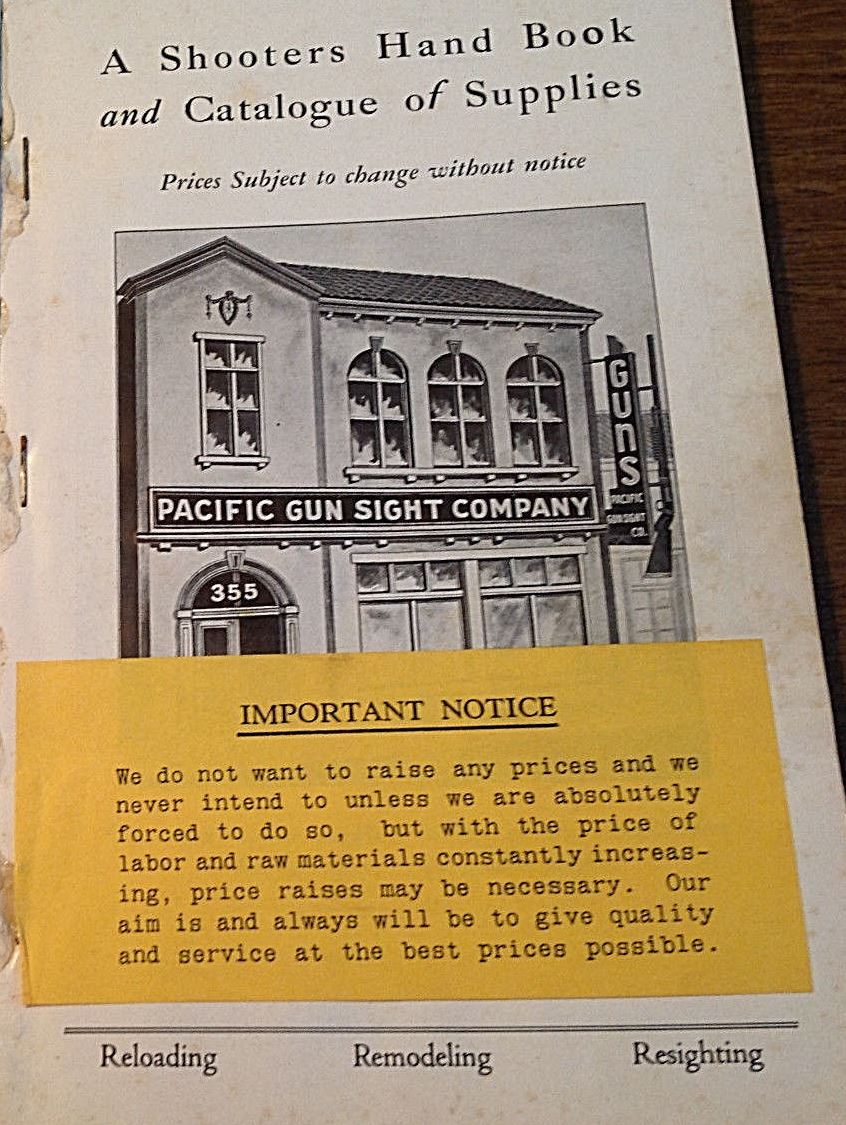 A Shooters Hand Book
and Catalogue of Supplies
Prices Subject to change without notice
GUNS
PACIFIC
GUN SIGHT
CO.
PACIFIC GUN SIGHT COMPANY
355
IMPORTANT NOTICE
We do not want to raise any prices and we
never intend to unless we are absolutely
forced to do so, but with the price of
labor and raw materials constantly increas-
ing, price raises may be necessary. Our
aim is and always will be to give quality
and service at the best prices possible.
Reloading Remodeling Resighting